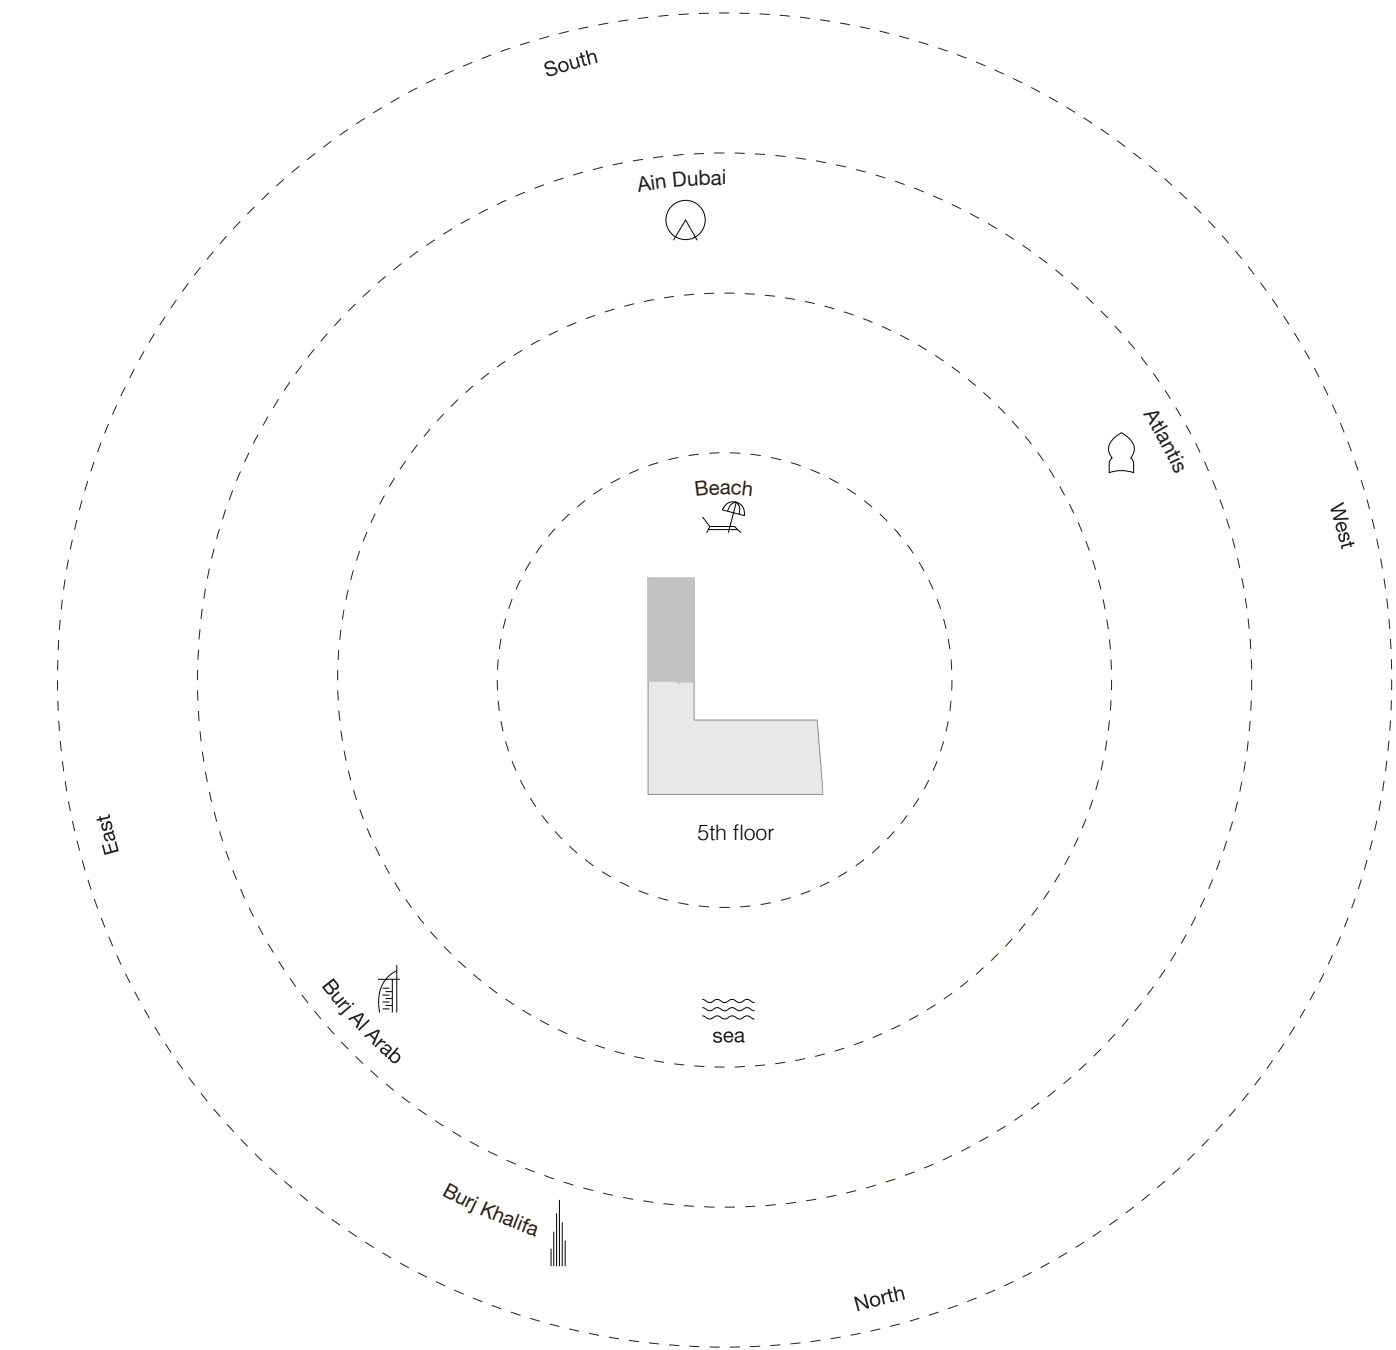 South
Ain Dubai
Atlantis
Beach
West
East
5th floor
Burj Al Arab
sea
Burj Khalifa
North